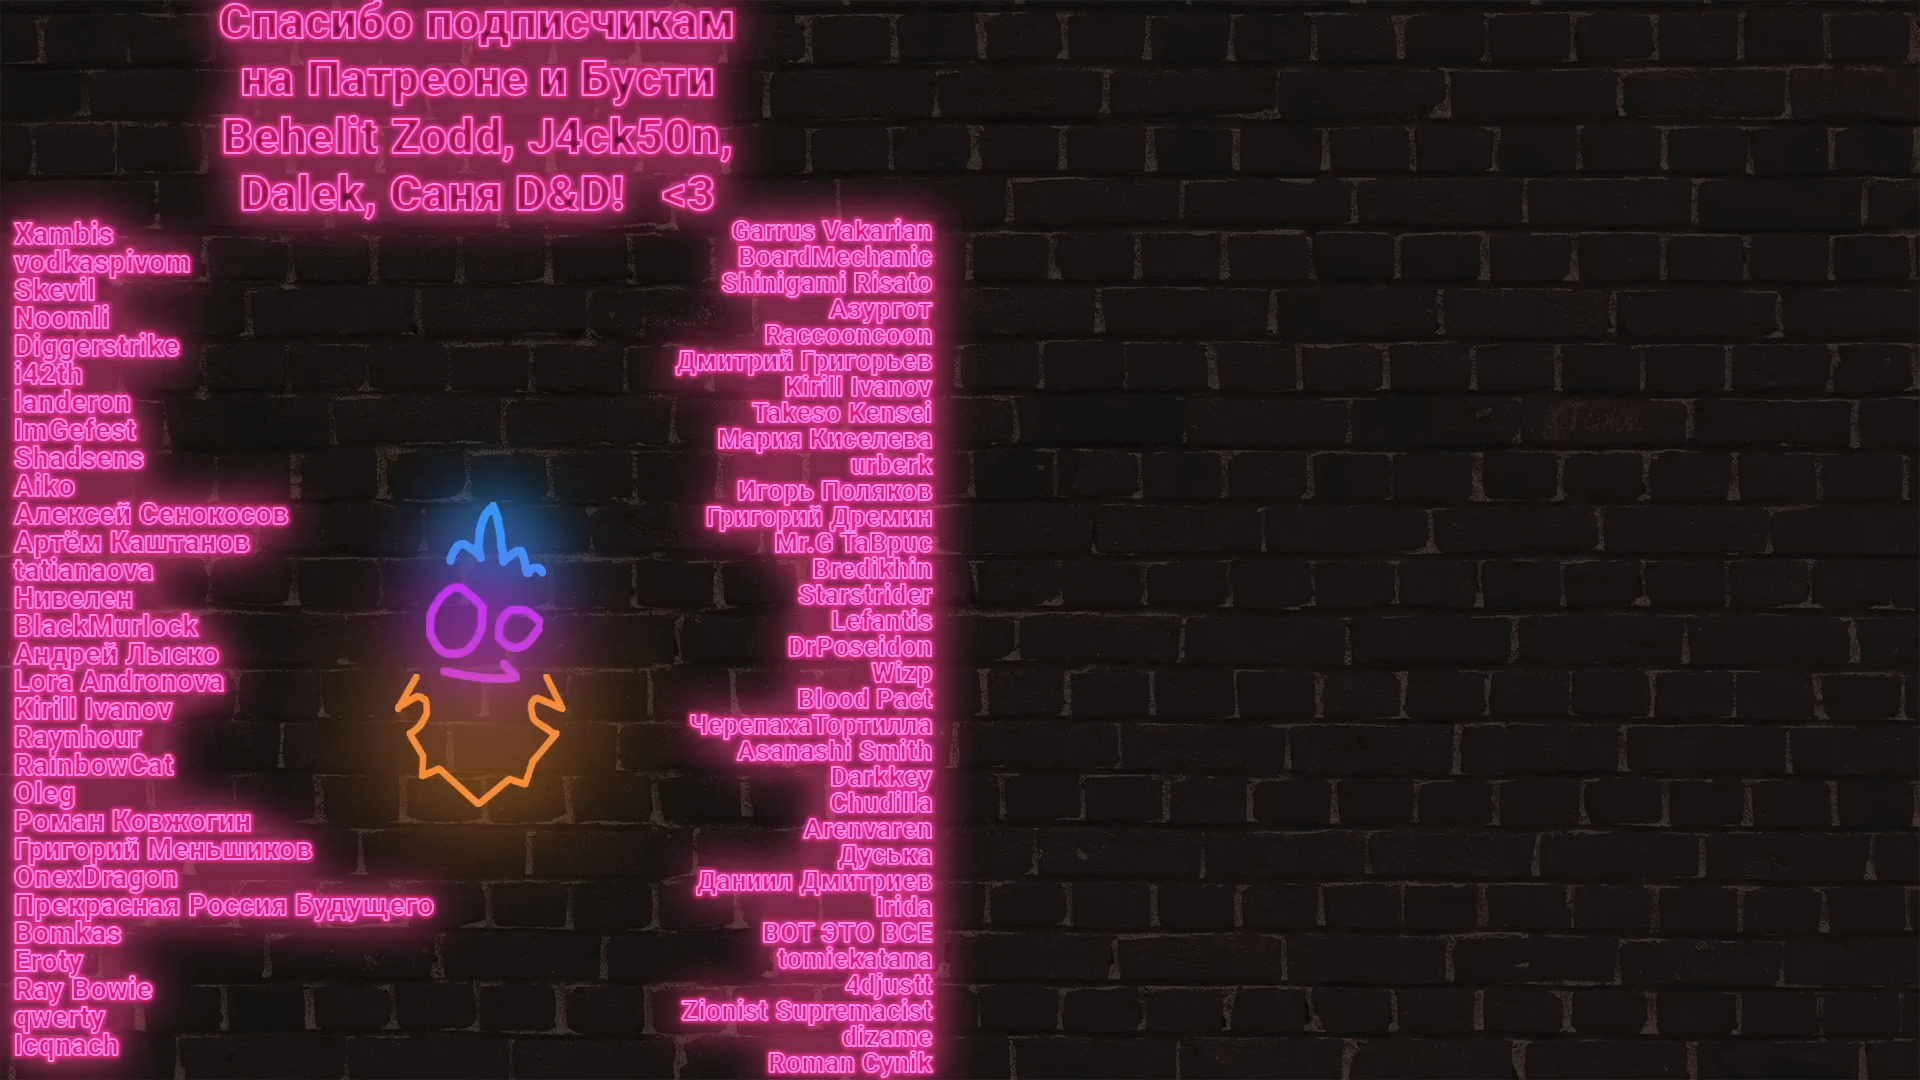 Спасибо подписчикам
на Патреоне и Бусти
Behelit Zodd, J4ck50n,
Dalek, Саня D&D! <3
Xambis
vodkaspivom
Skevil
Noomli
Diggerstrike
i42th
landeron
ImGefest
Shadsens
Aiko
Алексей Сенокосов
Артём Каштанов
tatianaova
Нивелен
BlackMurlock
Андрей Лыско
Lora Andronova
Kirill Ivanov
Raynhour
RainbowCat
Oleg
Роман Ковжогин
Григорий Меньшиков
OnexDragon
Прекрасная Россия Будущего
Bomkas
Eroty
Ray Bowie
qwerty
Icqnach
Garrus Vakarian
BoardMechanic
Shinigami Risato
Азургот
Raccooncoon
Дмитрий Григорьев
Kirill Ivanov
Takeso Kensei
Мария Киселева
urberk
Игорь Поляков
Григорий Дремин
Mr.G ТаВрис
Bredikhin
Starstrider
Lefantis
DrPoseidon
Wizp
Blood Pact
ЧерепахаТортилла
Asanashi Smith
Darkkey
Chudilla
Arenvaren
Дуська
Даниил Дмитриев
Irida
ВОТ ЭТО ВСЕ
tomiekatana
4djustt
Zionist Supremacist
dizame
Roman Cynik